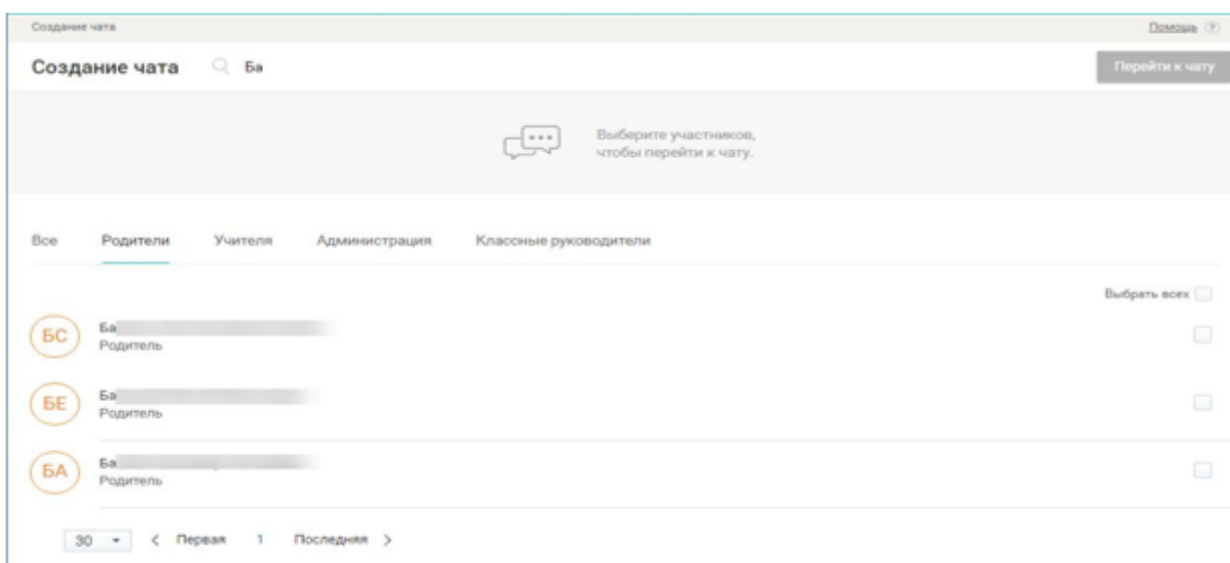 Создание чата
Помощь
Создание чата
Ба
Перейти к чату
Выберите участников,
чтобы перейти к чату.
Все Родители Учителя Администрация Классные руководители
Выбрать всех
БС
Ба
Родитель
БЕ
Ба
Родитель
БА
Ба
Родитель
30 < Первая 1 Последняя >